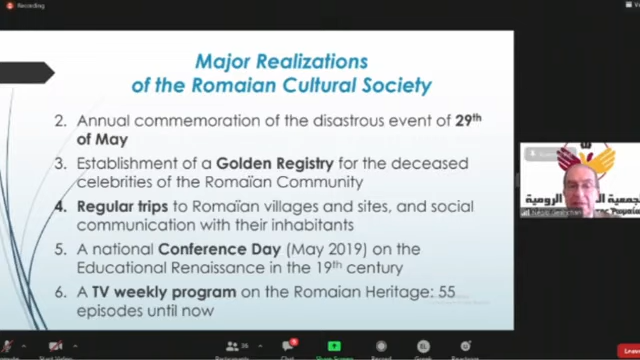 Recording
Major Realizations
of the Romaian Cultural Society
2. Annual commemoration of the disastrous event of 29th
of May
3. Establishment of a Golden Registry for the deceased
celebrities of the Romaïan Community
4. Regular trips to Romaïan villages and sites, and social
communication with their inhabitants
5. A national Conference Day (May 2019) on the
Educational Renaissance in the 19th century
6. A TV weekly program on the Romaian Heritage: 55
episodes until now
الرومية
36
Participants
Chat
Share Screen
Record
Reactions